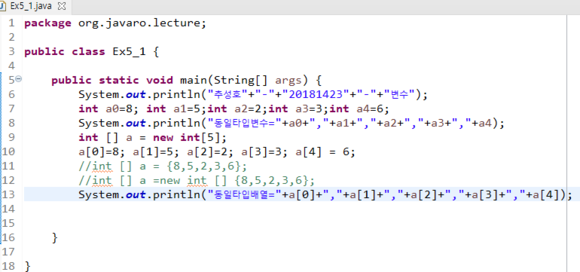 Ex5_1.java
1 package org.javaro.lecture;
2
3 public class Ex5_1 {
4
5 public static void main(String[] args) {
6 System.out.println("주성호"+"-"+"20181423"+"-"+"변수");
7 int a0=8; int a1=5;int a2=2;int a3=3;int a4=6;
8 System.out.println("동일타입변수="+a0+","+a1+","+a2+","+a3+","+a4);
9 int [] a = new int[5];
10 a[0]=8; a[1]=5; a[2]=2; a[3]=3; a[4] = 6;
11 //int [] a = {8,5,2,3,6};
12 //int [] a =new int [] {8,5,2,3,6};
13 System.out.println("동일타입배열="+a[0]+","+a[1]+","+a[2]+","+a[3]+","+a[4]);
14
15
16 }
17
18 }